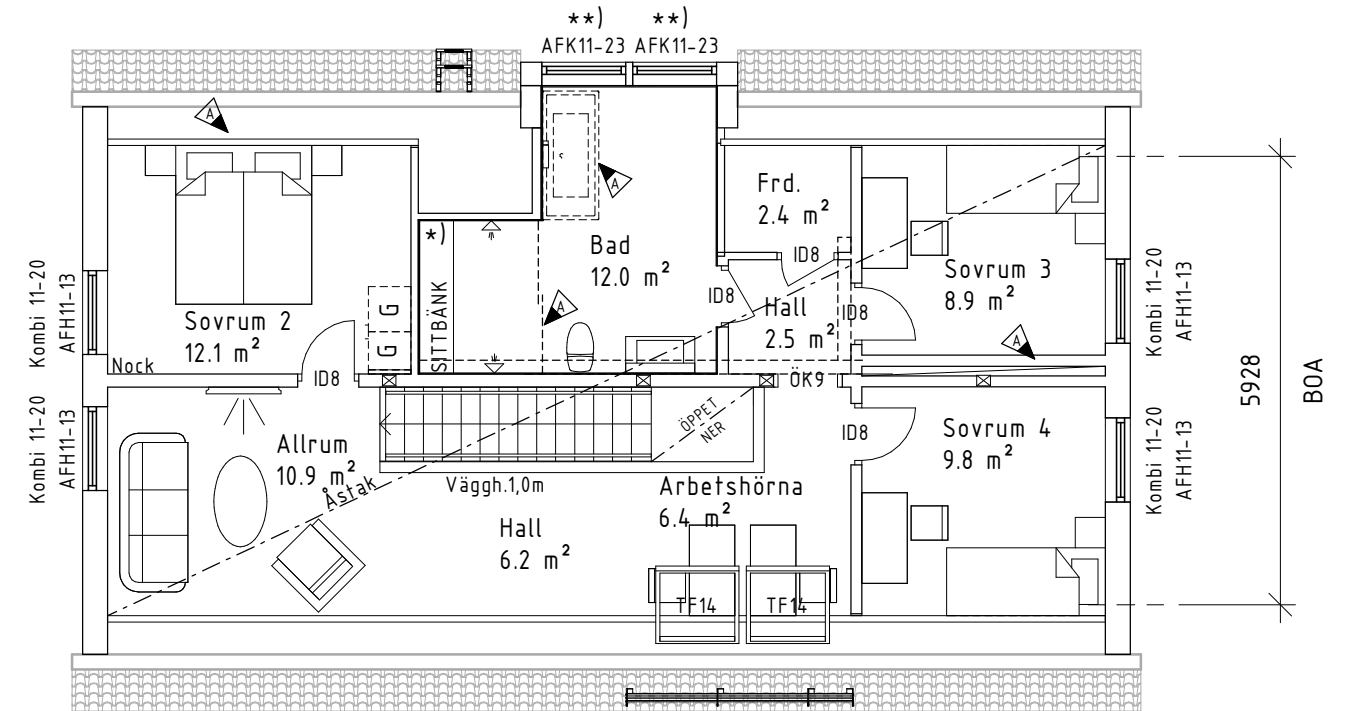 **) **)
AFK11-23 AFK11-23
A
A
Frd.
2.4 m²
ID8
*)
Bad
12.0 m²
ID8
Hall
2.5 m²
ID8
Sovrum 3
8.9 m²
Kombi 11-20
AFH11-13
Kombi 11-20
AFH11-13
Sovrum 2
12.1 m²
G
G
SITTBÄNK
A
A
Nock
ID8
ÖK9
5928
BOA
Kombi 11-20
AFH11-13
Allrum
10.9 m²
Åstak
ÖPPET
NER
ID8
Sovrum 4
9.8 m²
Kombi 11-20
AFH11-13
Väggh.1,0m
Arbetshörna
6.4 m²
Hall
6.2 m²
TF14
TF14